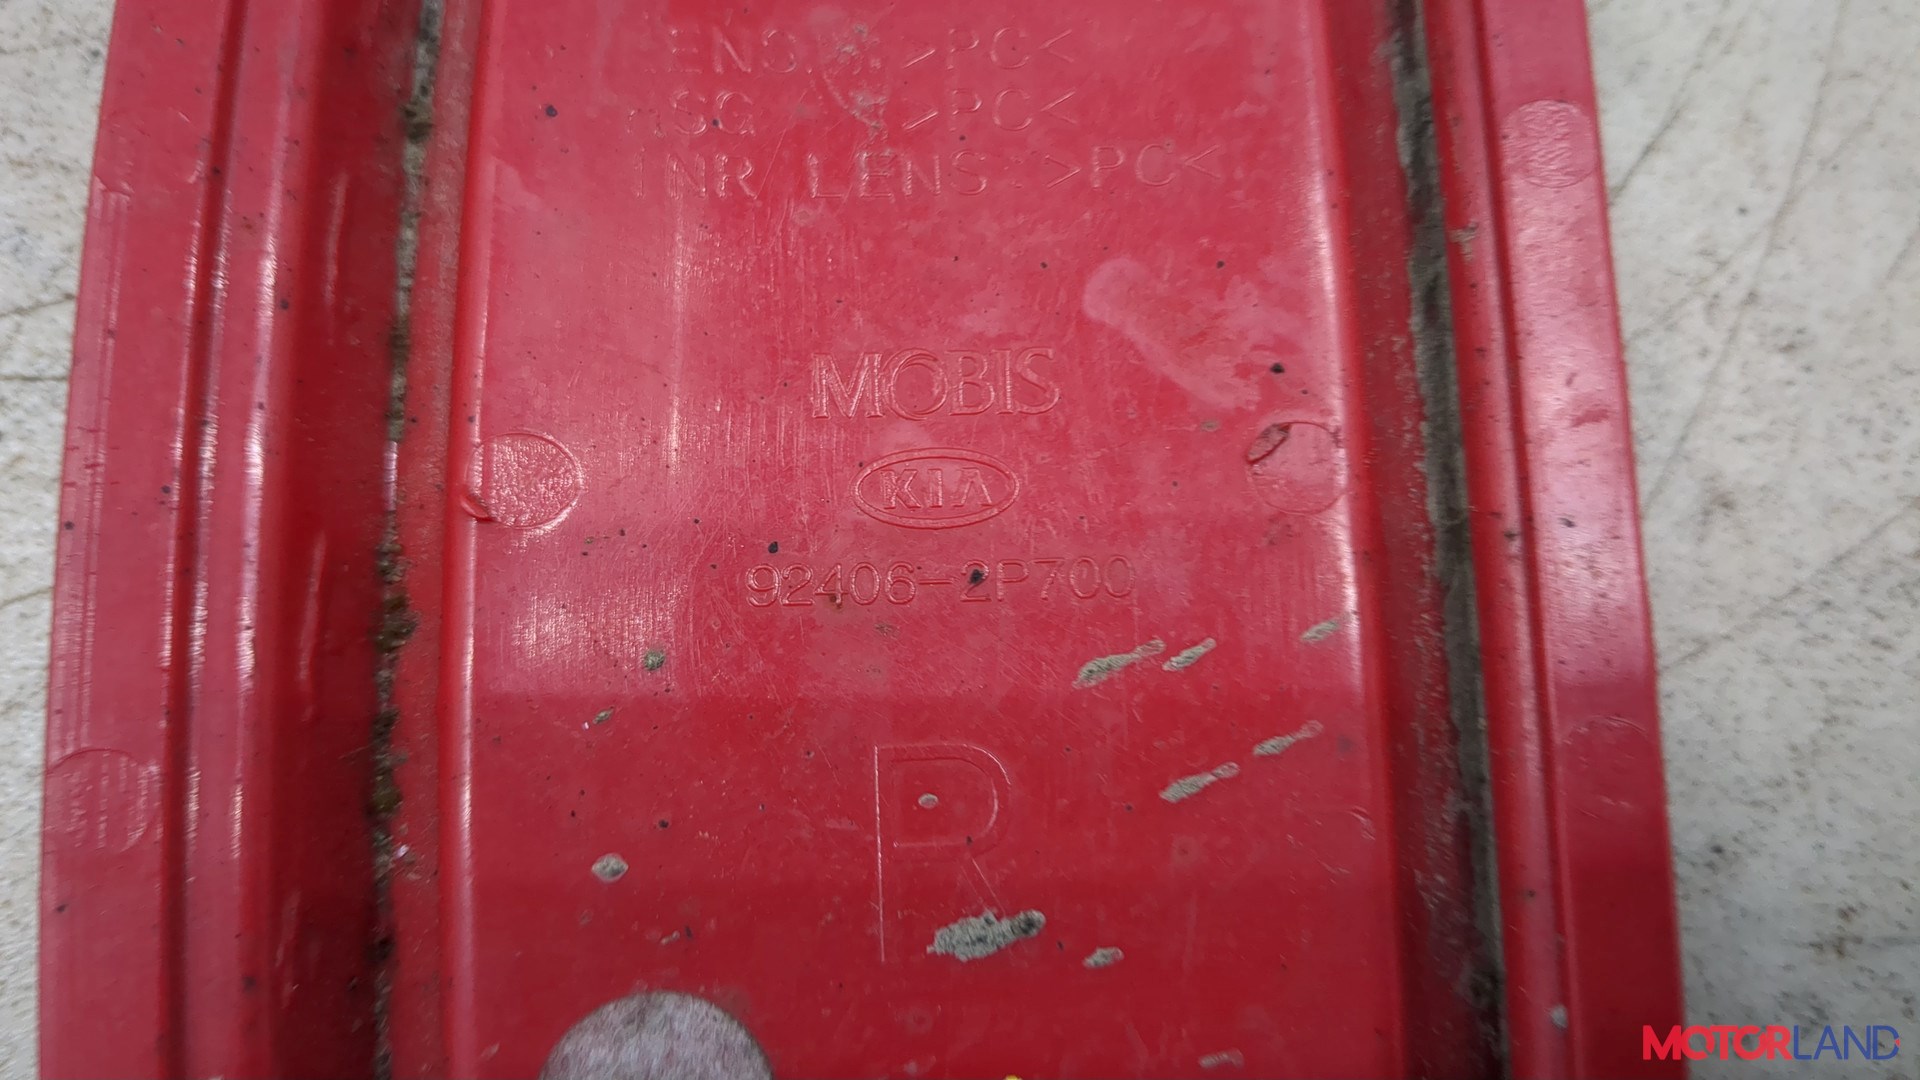 >PC<
>PC<
INR LENS : >PC<
MOBIS
KIA
92406-2P700
R
MOTORLAND